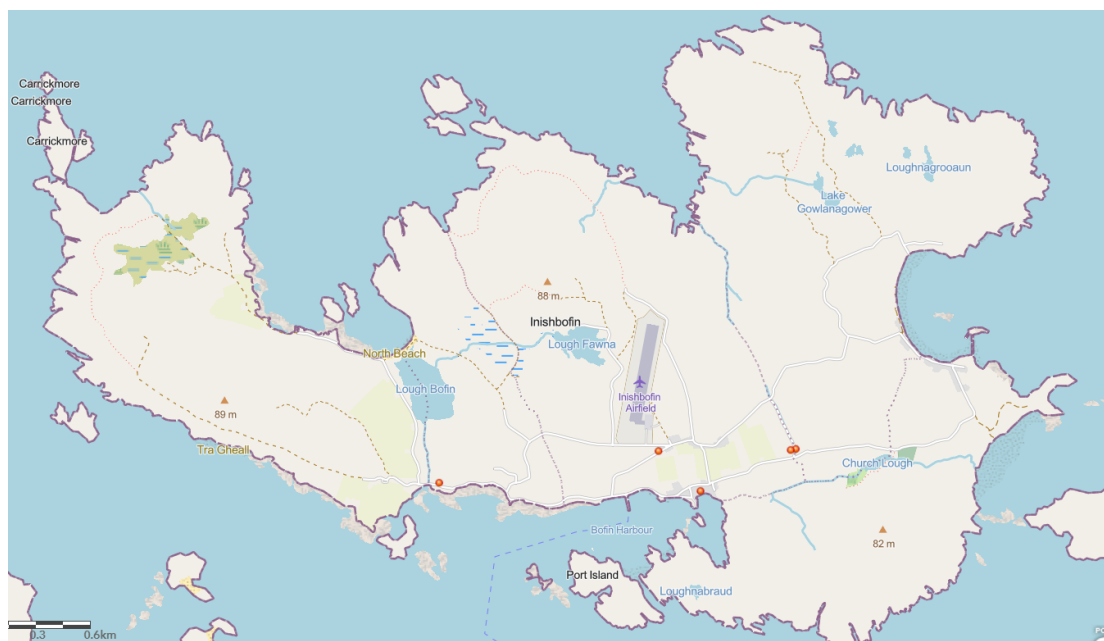 Carrickmore
Carrickmore
Carrickmore
Loughnagrooaun
Lake
Gowlanagower
88 m
Inishbofin
Lough Fawna
North Beach
Lough Bofin
Inishbofin
Airfield
89 m
Tra Gheall
Church Lough
Bofin Harbour
82 m
Port Island
Loughnabraud
0.3
0.6km